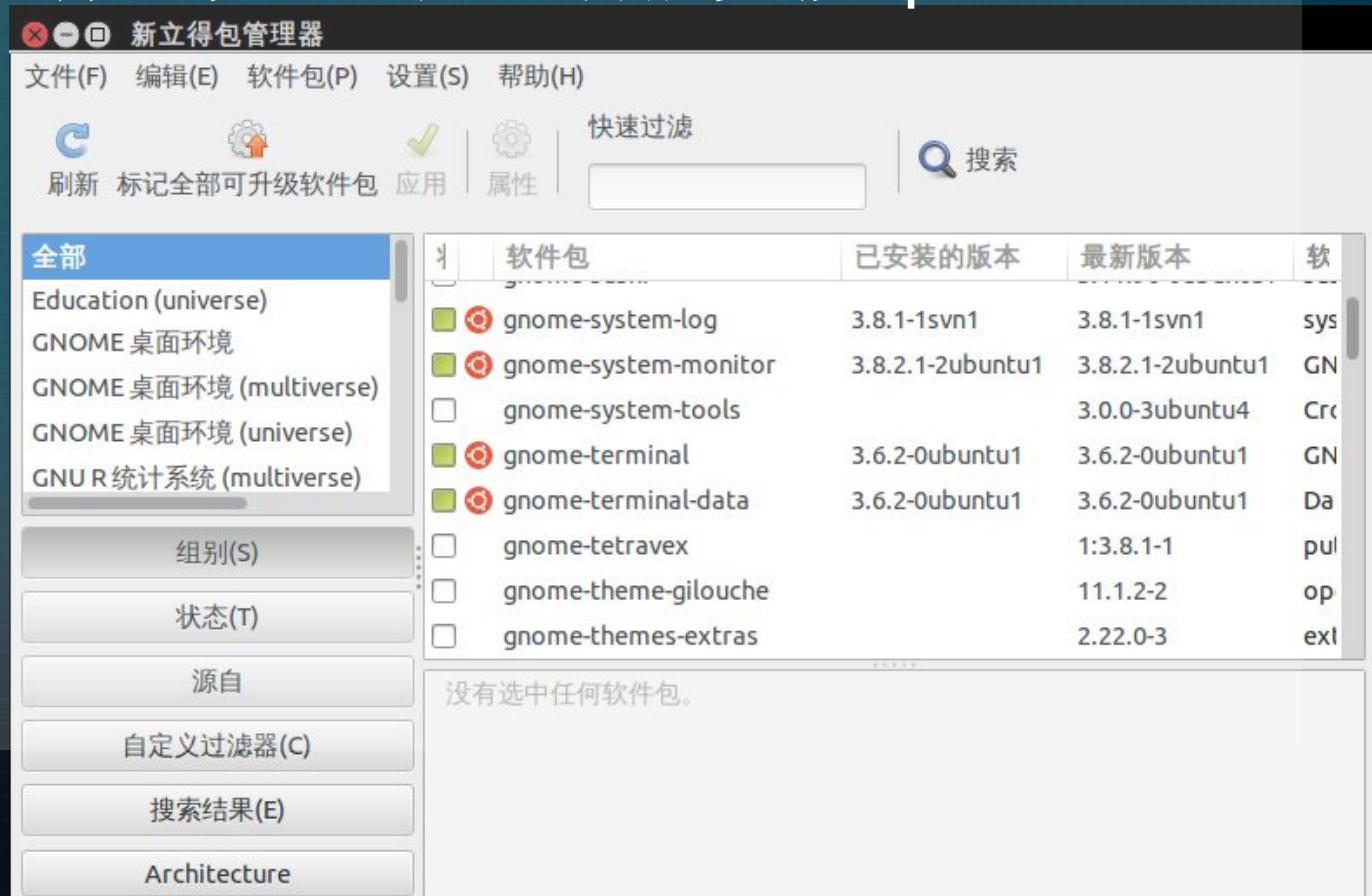 新立得包管理器
文件(F) 编辑(E) 软件包(P) 设置(S) 帮助(H)
刷新 标记全部可升级软件包 应用 属性 快速过滤 搜索
全部
Education (universe)
GNOME 桌面环境
GNOME 桌面环境 (multiverse)
GNOME 桌面环境 (universe)
GNU R 统计系统 (multiverse)
组别(S)
状态(T)
源自
自定义过滤器(C)
搜索结果(E)
Architecture
软件包 已安装的版本 最新版本 软
gnome-system-log 3.8.1-1svn1 3.8.1-1svn1 sys
gnome-system-monitor 3.8.2.1-2ubuntu1 3.8.2.1-2ubuntu1 GN
gnome-system-tools 3.0.0-3ubuntu4 Cro
gnome-terminal 3.6.2-0ubuntu1 3.6.2-0ubuntu1 GN
gnome-terminal-data 3.6.2-0ubuntu1 3.6.2-0ubuntu1 Da
gnome-tetravex 1:3.8.1-1 pu
gnome-theme-gilouche 11.1.2-2 op
gnome-themes-extras 2.22.0-3 ext
没有选中任何软件包。